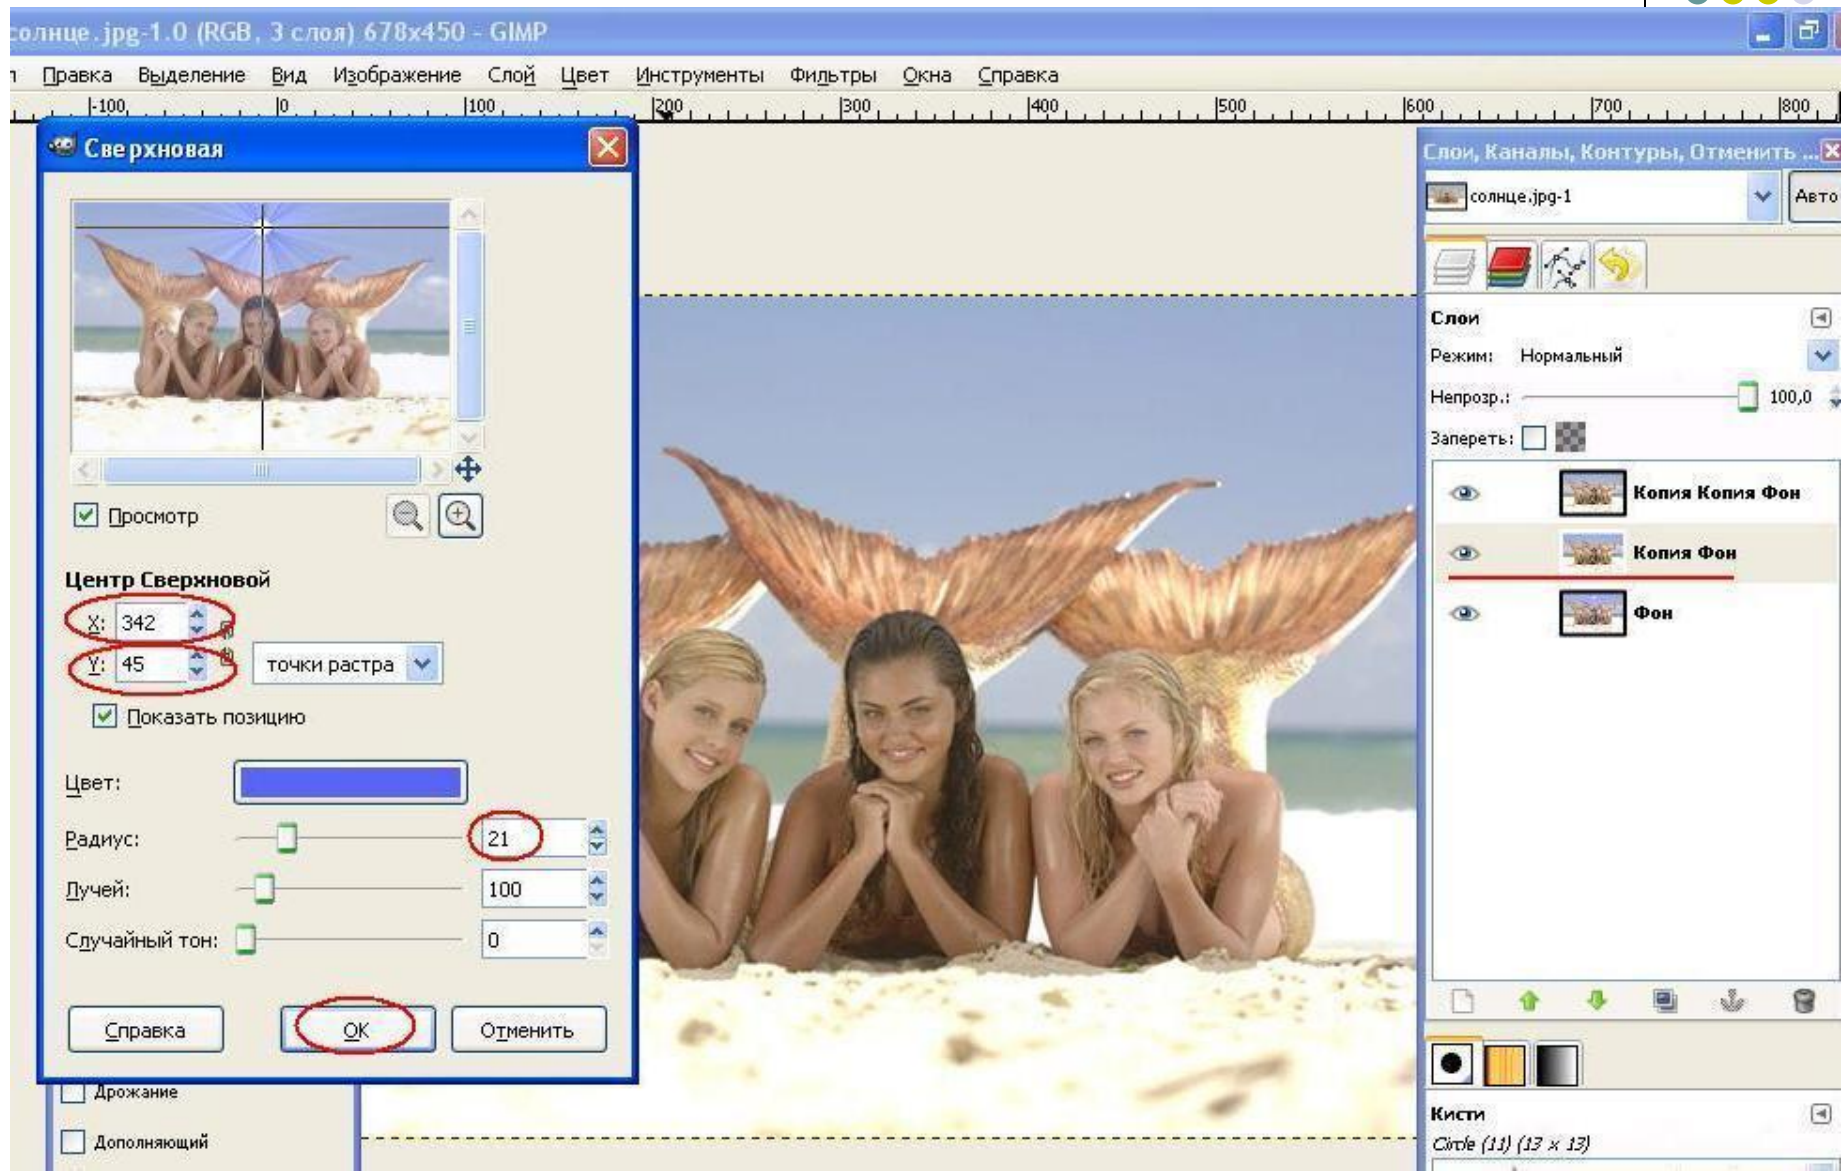 солнце.jpg-1.0 (RGB, 3 слоя) 678x450 - GIMP
Правка Выделение Вид Изображение Слой Цвет Инструменты Фильтры Окна Справка
-100 0 100 200 300 400 500 600 700 800
Сверхновая
Просмотр
Центр Сверхновой
X: 342
Y: 45 точки растра
Показать позицию
Цвет:
Радиус: 21
Лучей: 100
Случайный тон: 0
Справка OK Отменить
Дрожание
Дополняющий
Слои, Каналы, Контуры, Отменить ...
солнце.jpg-1 Авто
Слои
Режим: Нормальный
Непрозр.: 100,0
Запереть:
Копия Копия Фон
Копия Фон
Фон
Кисти
Circle (11) (13 x 13)